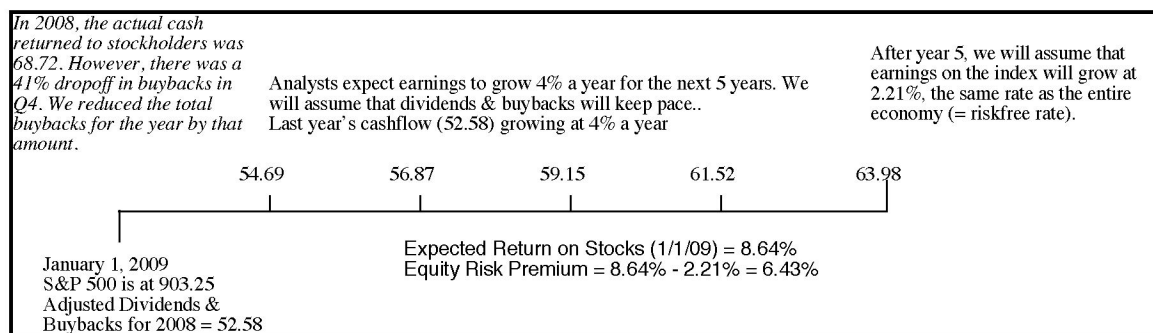 In 2008, the actual cash
returned to stockholders was
68.72. However, there was a
41% dropoff in buybacks in
Q4. We reduced the total
buybacks for the year by that
amount.
Analysts expect earnings to grow 4% a year for the next 5 years. We
will assume that dividends & buybacks will keep pace..
Last year's cashflow (52.58) growing at 4% a year
After year 5, we will assume that
earnings on the index will grow at
2.21%, the same rate as the entire
economy (= riskfree rate).
54.69 56.87 59.15 61.52 63.98
January 1, 2009
S&P 500 is at 903.25
Adjusted Dividends &
Buybacks for 2008 = 52.58
Expected Return on Stocks (1/1/09) = 8.64%
Equity Risk Premium = 8.64% - 2.21% = 6.43%